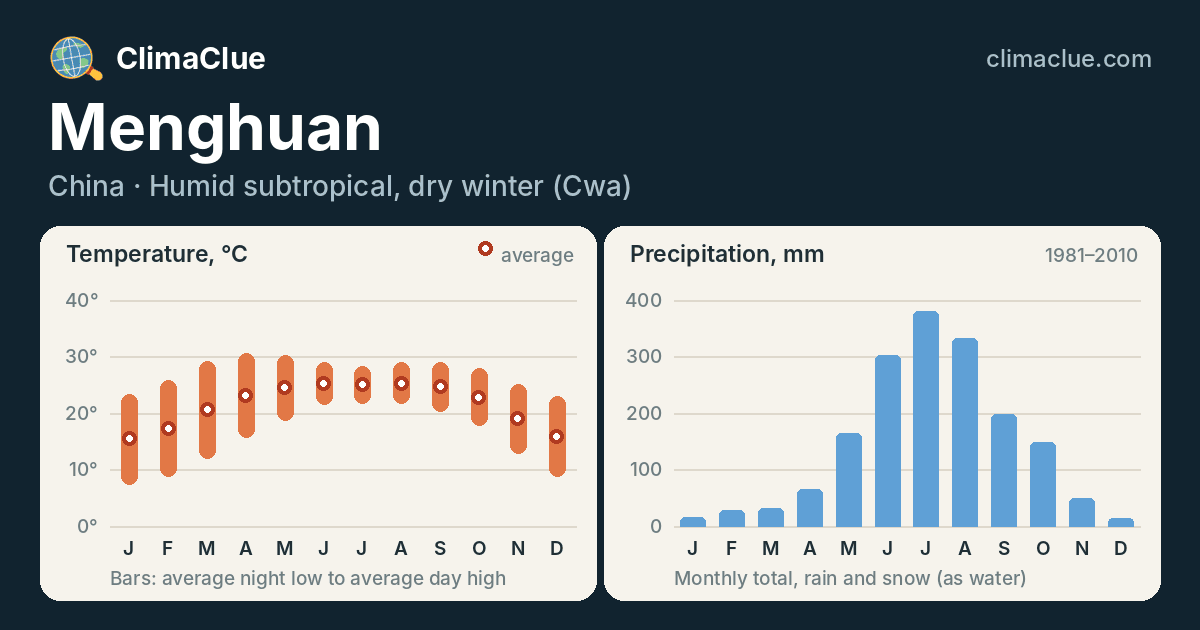 ClimaClue
climaclue.com
Menghuan
China · Humid subtropical, dry winter (Cwa)
Temperature, °C
average
40°
30°
20°
10°
0°
J F M A M J J A S O N D
Bars: average night low to average day high
Precipitation, mm
1981–2010
400
300
200
100
0
J F M A M J J A S O N D
Monthly total, rain and snow (as water)